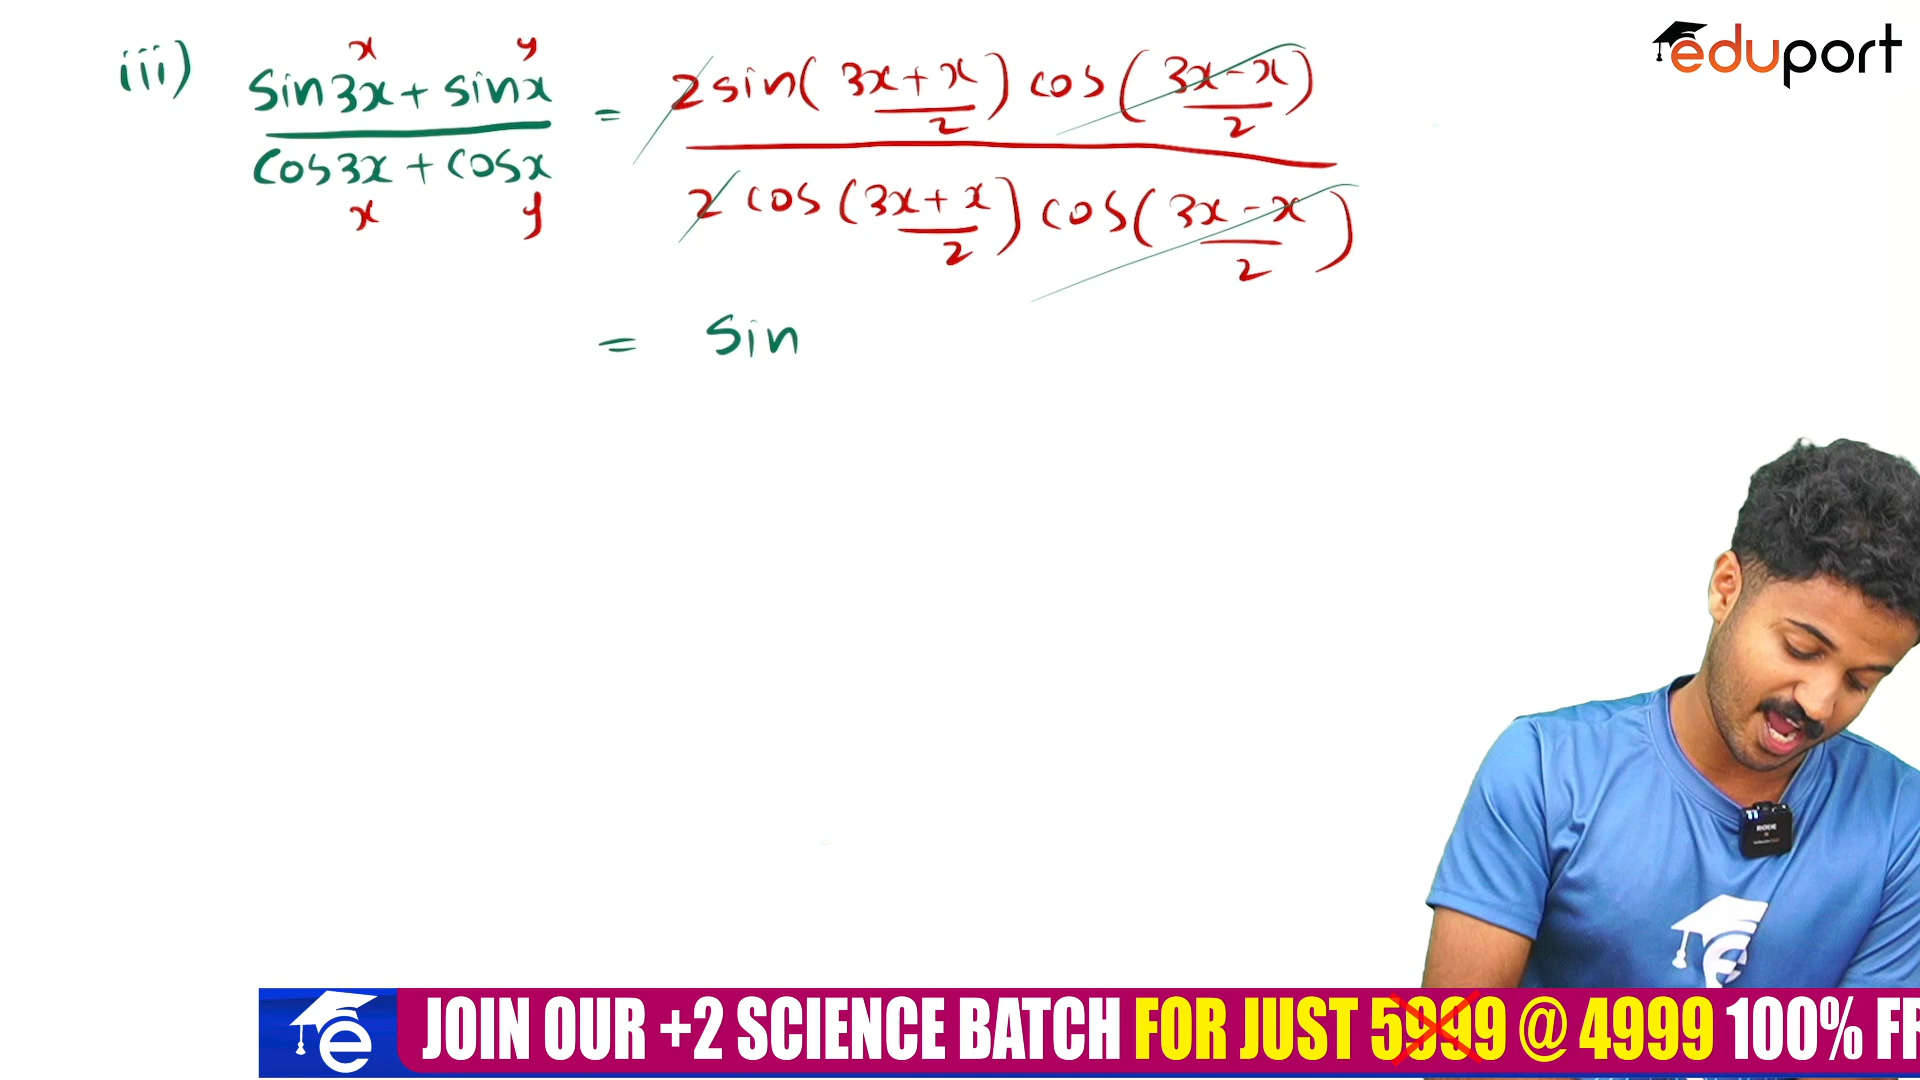 eduport
iii) sin3x + sinx / cos3x + cosx = 2sin(3x+x/2) cos(3x-x/2) / 2cos(3x+x/2) cos(3x-x/2)
x y
x y
= Sin
RODE
JOIN OUR +2 SCIENCE BATCH FOR JUST 5999 @ 4999 100% FR